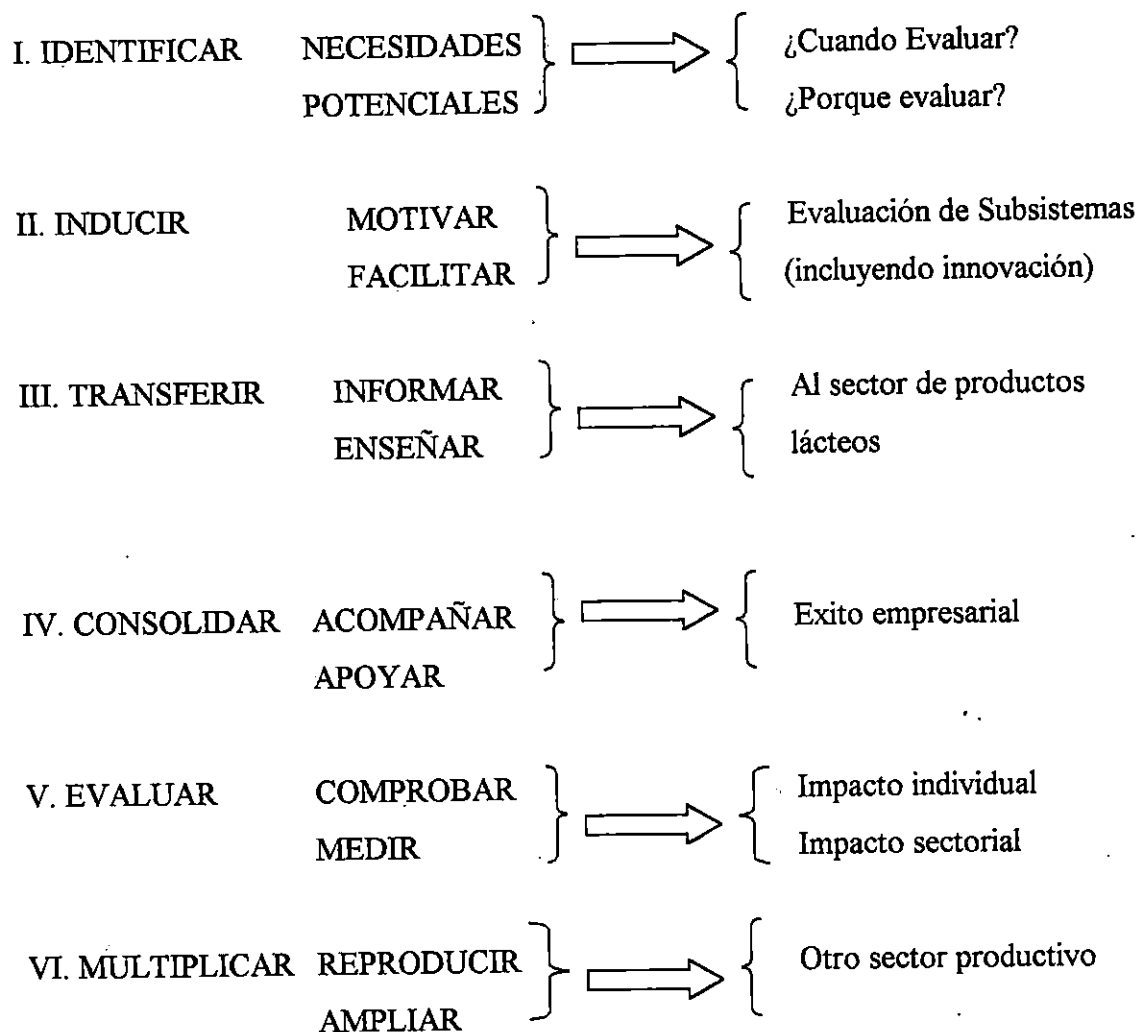 I. IDENTIFICAR NECESIDADES ¿Cuando Evaluar?
POTENCIALES ¿Porque evaluar?
II. INDUCIR MOTIVAR Evaluación de Subsistemas
FACILITAR (incluyendo innovación)
III. TRANSFERIR INFORMAR Al sector de productos
ENSEÑAR lácteos
IV. CONSOLIDAR ACOMPAÑAR Exito empresarial
APOYAR
V. EVALUAR COMPROBAR Impacto individual
MEDIR Impacto sectorial
VI. MULTIPLICAR REPRODUCIR Otro sector productivo
AMPLIAR